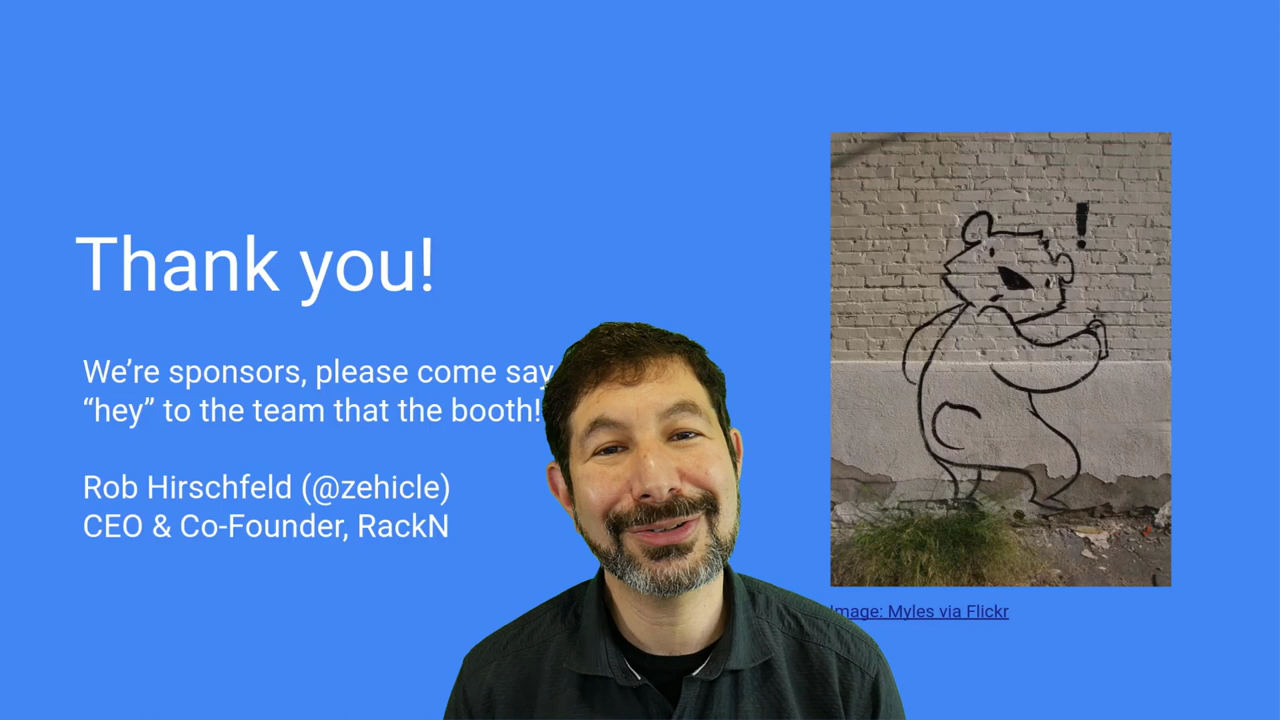 Thank you!
We’re sponsors, please come say
“hey” to the team that the booth!
Rob Hirschfeld (@zehicle)
CEO & Co-Founder, RackN
!
Image: Myles via Flickr